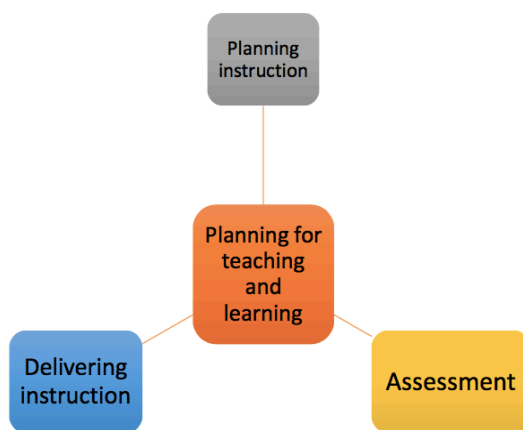 Planning
instruction
Planning for
teaching
and
learning
Delivering
instruction
Assessment